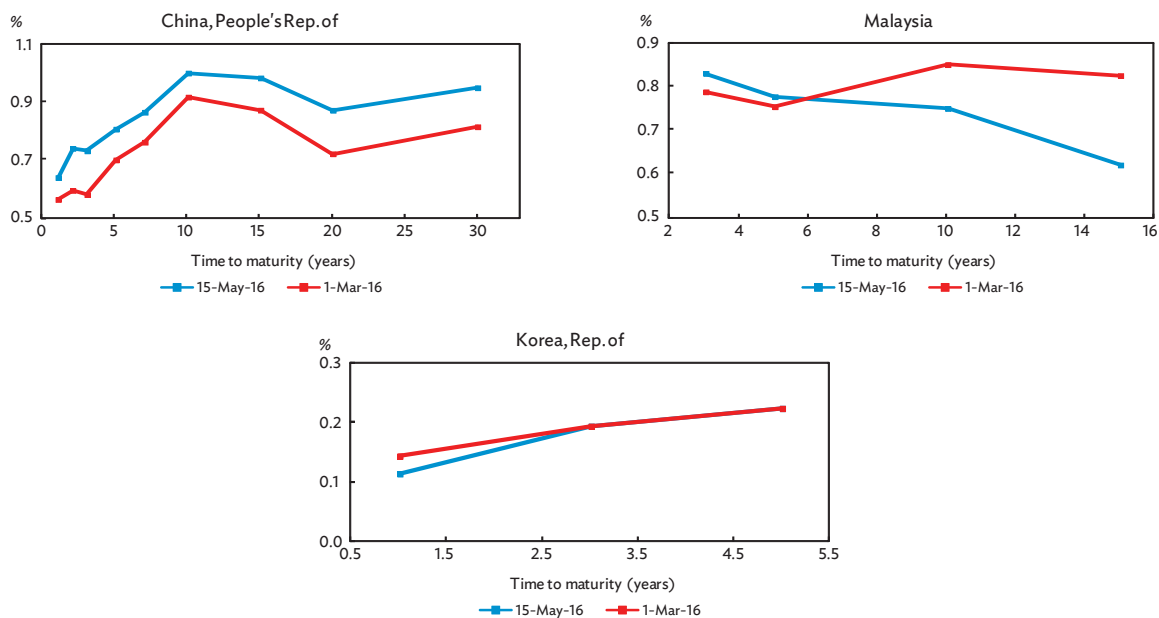 China, People's Rep. of
%
1.1
0.9
0.7
0.5
0 5 10 15 20 25 30
Time to maturity (years)
15-May-16 1-Mar-16
Malaysia
%
0.9
0.8
0.7
0.6
0.5
2 4 6 8 10 12 14 16
Time to maturity (years)
15-May-16 1-Mar-16
Korea, Rep. of
%
0.3
0.2
0.1
0.0
0.5 1.5 2.5 3.5 4.5 5.5
Time to maturity (years)
15-May-16 1-Mar-16